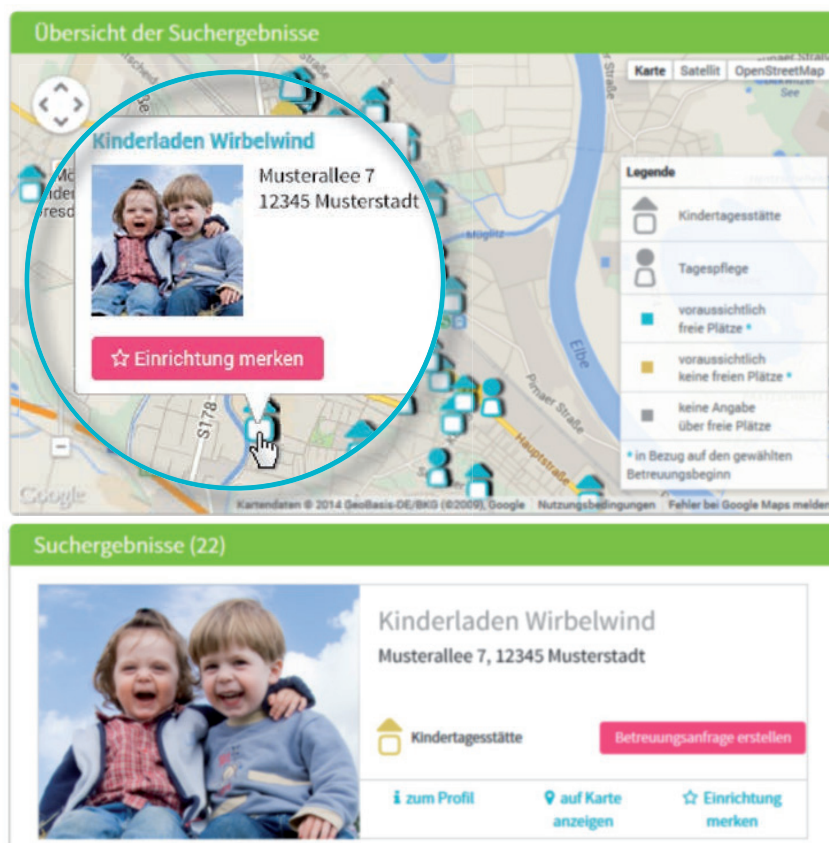 Übersicht der Suchergebnisse
Karte Satellit OpenStreetMap
See
Kinderladen Wirbelwind
Musterallee 7
12345 Musterstadt
Einrichtung merken
Legende
Kindertagesstätte
Tagespflege
voraussichtlich
freie Plätze *
voraussichtlich
keine freien Plätze *
keine Angabe
über freie Plätze
* in Bezug auf den gewählten
Betreuungsbeginn
Müglitz
Elbe
Pirnaer Straße
Hauptstraße
S178
Google
Kartendaten © 2014 GeoBasis-DE/BKG (©2009), Google Nutzungsbedingungen Fehler bei Google Maps melden
Suchergebnisse (22)
Kinderladen Wirbelwind
Musterallee 7, 12345 Musterstadt
Kindertagesstätte
Betreuungsanfrage erstellen
zum Profil
auf Karte
anzeigen
Einrichtung
merken